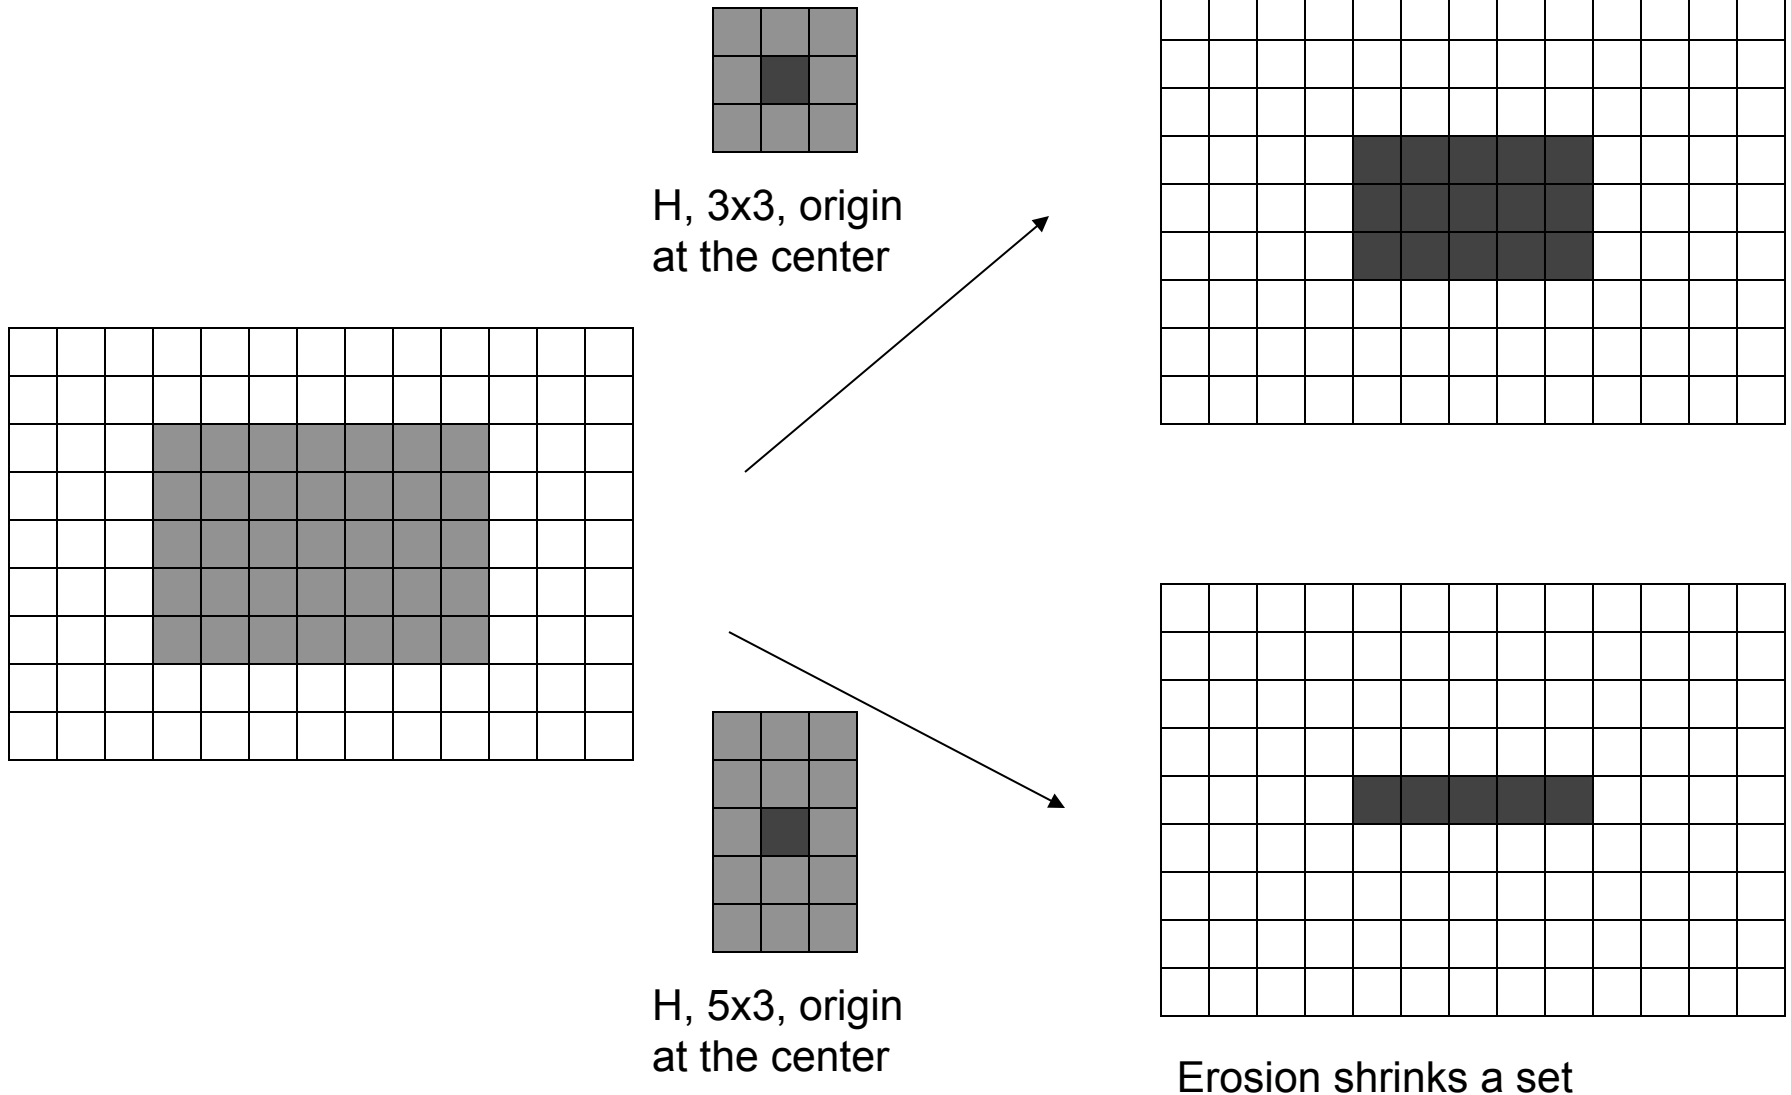 H, 3x3, origin
at the center
H, 5x3, origin
at the center
Erosion shrinks a set